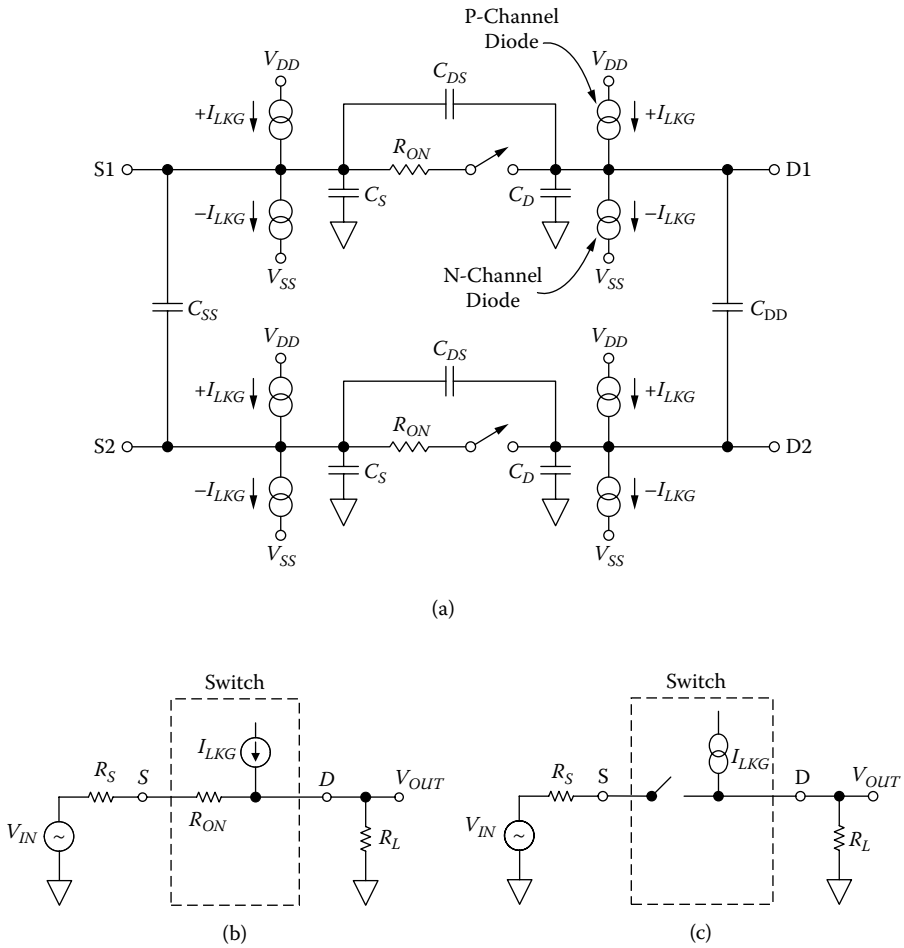 P-Channel
Diode
V_DD
V_DD
C_DS
+I_LKG
+I_LKG
R_ON
S1
D1
C_S
C_D
–I_LKG
–I_LKG
V_SS
V_SS
N-Channel
Diode
C_SS
C_DD
V_DD
V_DD
C_DS
+I_LKG
+I_LKG
R_ON
S2
D2
C_S
C_D
–I_LKG
–I_LKG
V_SS
V_SS
(a)
Switch
I_LKG
R_S
S
D
V_OUT
R_ON
V_IN
~
R_L
(b)
Switch
I_LKG
R_S
S
D
V_OUT
V_IN
~
R_L
(c)